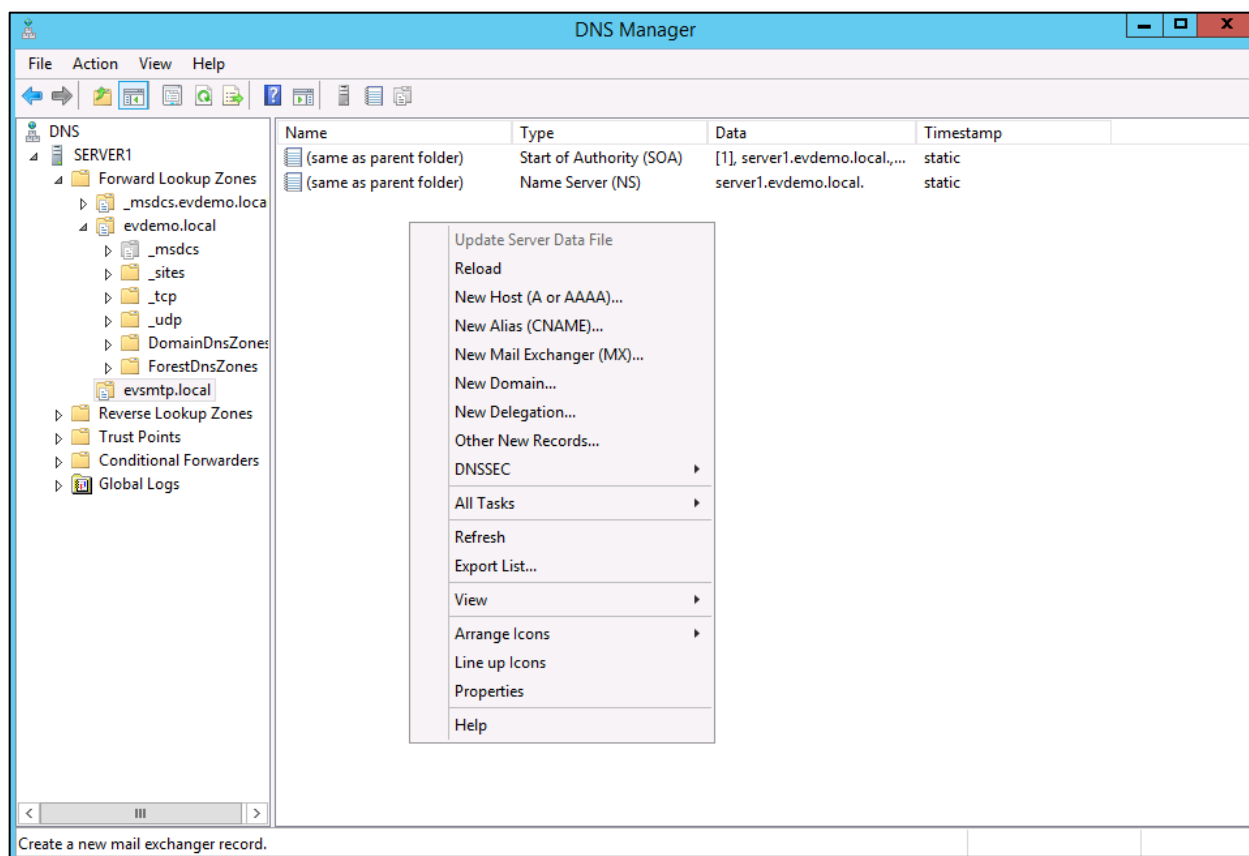 DNS Manager
File Action View Help
DNS
SERVER1
Forward Lookup Zones
_msdcs.evdemo.loca
evdemo.local
_msdcs
_sites
_tcp
_udp
DomainDnsZones
ForestDnsZones
evsmtp.local
Reverse Lookup Zones
Trust Points
Conditional Forwarders
Global Logs
Name Type Data Timestamp
(same as parent folder) Start of Authority (SOA) [1], server1.evdemo.local.,... static
(same as parent folder) Name Server (NS) server1.evdemo.local. static
Update Server Data File
Reload
New Host (A or AAAA)...
New Alias (CNAME)...
New Mail Exchanger (MX)...
New Domain...
New Delegation...
Other New Records...
DNSSEC
All Tasks
Refresh
Export List...
View
Arrange Icons
Line up Icons
Properties
Help
Create a new mail exchanger record.